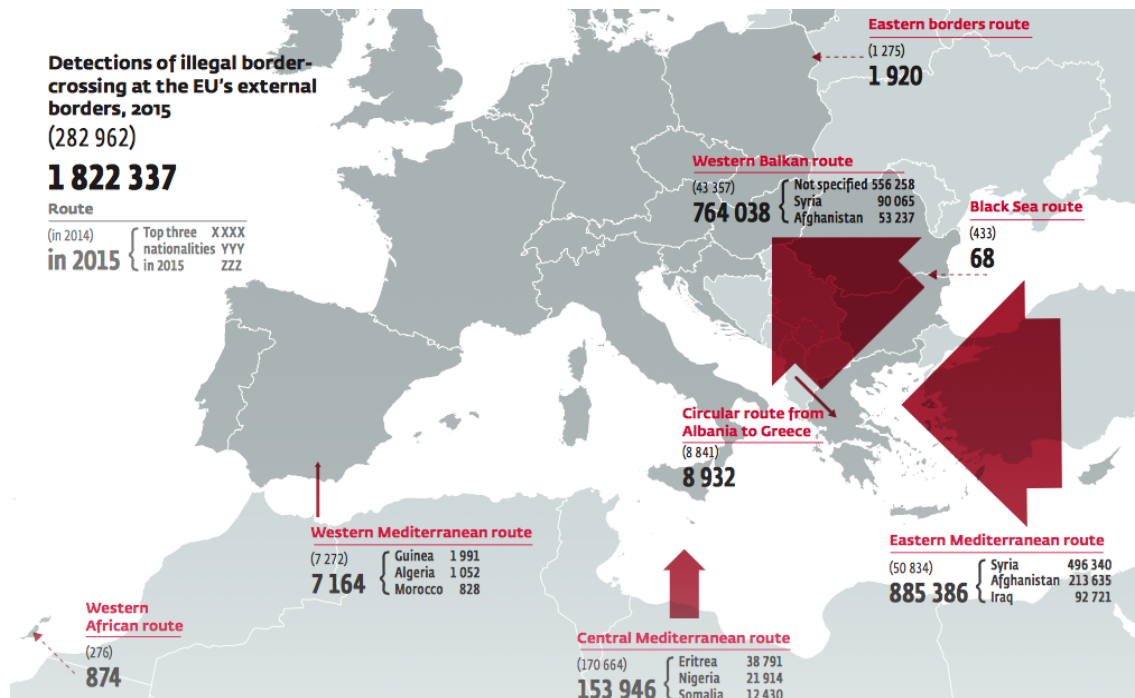 Detections of illegal border-
crossing at the EU's external
borders, 2015
(282 962)
1 822 337
Route
(in 2014)
in 2015
Top three XXXX
nationalities YYY
in 2015 ZZZ
Eastern borders route
(1 275)
1 920
Western Balkan route
(43 357)
764 038
Not specified 556 258
Syria 90 065
Afghanistan 53 237
Black Sea route
(433)
68
Circular route from
Albania to Greece
(8 841)
8 932
Western Mediterranean route
(7 272)
7 164
Guinea 1 991
Algeria 1 052
Morocco 828
Eastern Mediterranean route
(50 834)
885 386
Syria 496 340
Afghanistan 213 635
Iraq 92 721
Western
African route
(276)
874
Central Mediterranean route
(170 664)
153 946
Eritrea 38 791
Nigeria 21 914
Somalia 12 430